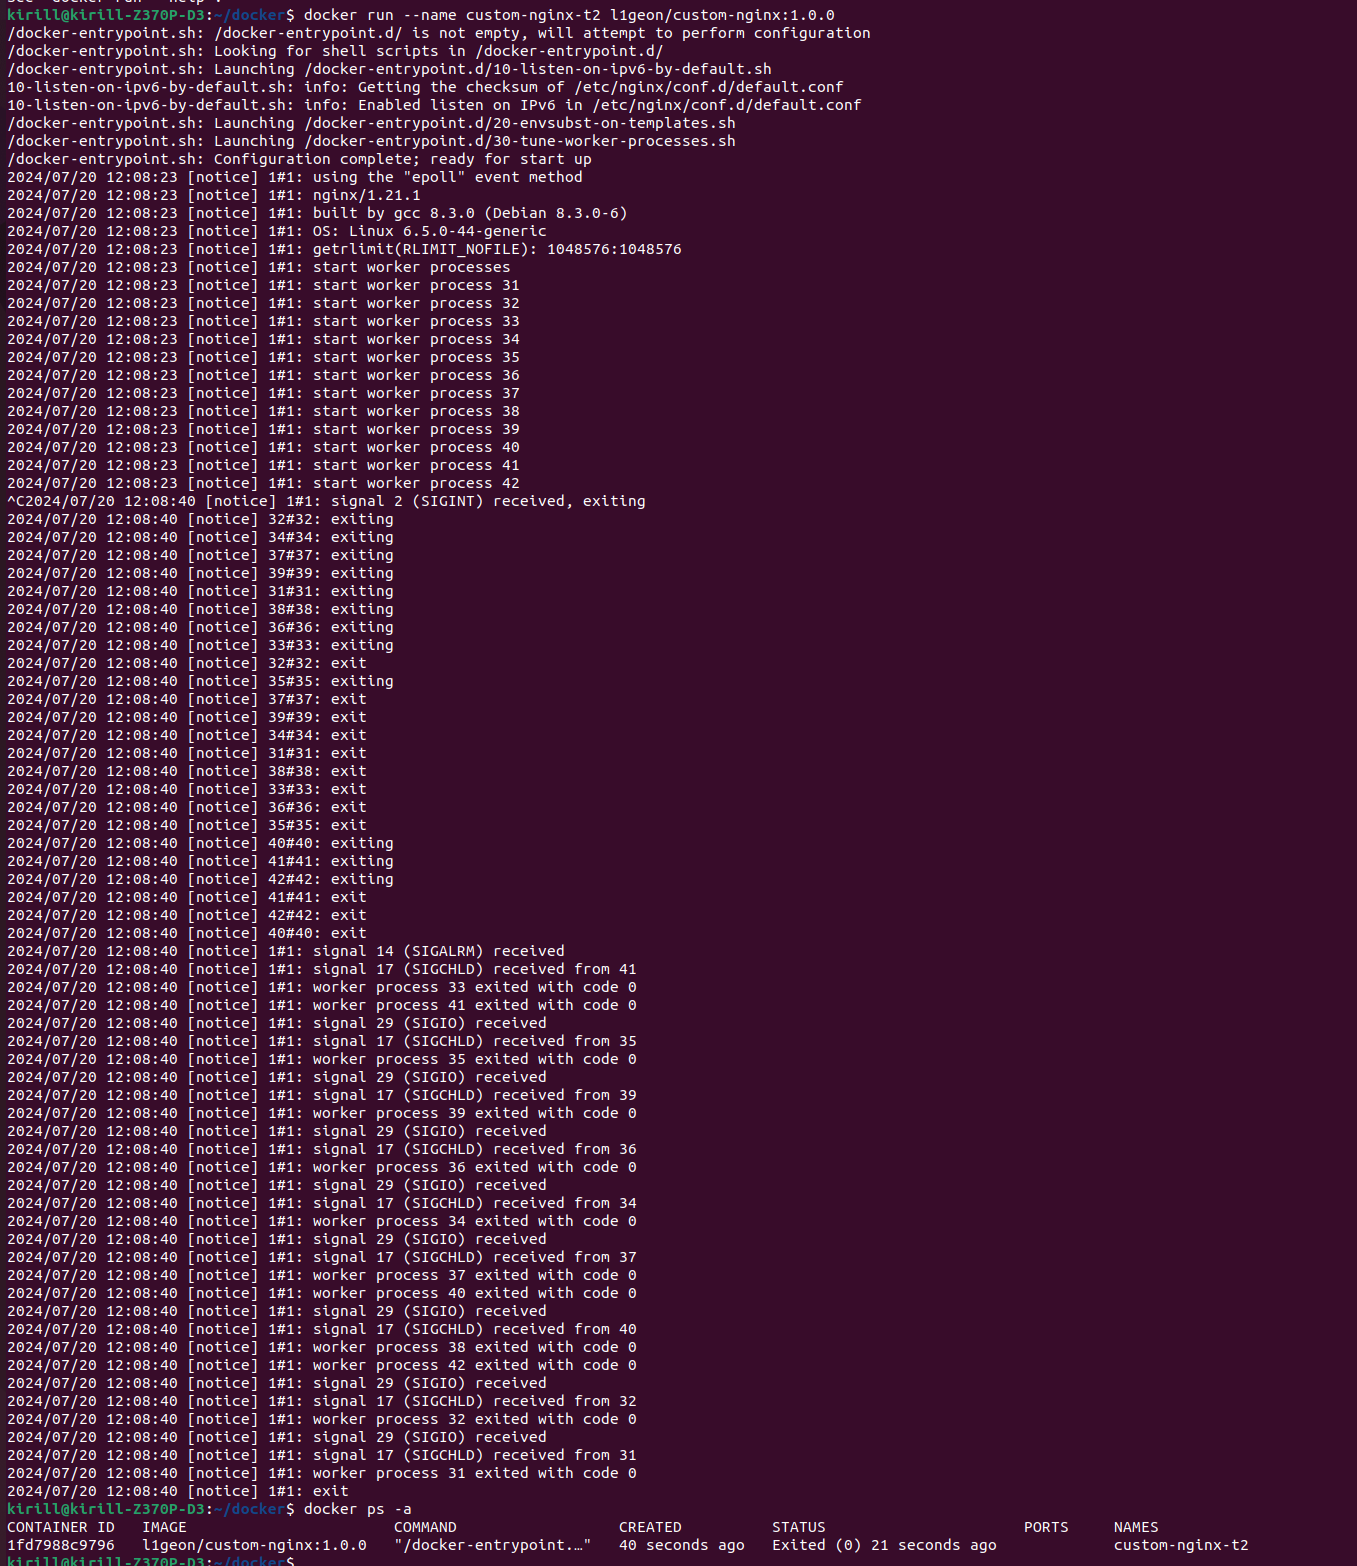 see 'docker run --help'.
kirill@kirill-Z370P-D3:~/docker$ docker run --name custom-nginx-t2 l1geon/custom-nginx:1.0.0
/docker-entrypoint.sh: /docker-entrypoint.d/ is not empty, will attempt to perform configuration
/docker-entrypoint.sh: Looking for shell scripts in /docker-entrypoint.d/
/docker-entrypoint.sh: Launching /docker-entrypoint.d/10-listen-on-ipv6-by-default.sh
10-listen-on-ipv6-by-default.sh: info: Getting the checksum of /etc/nginx/conf.d/default.conf
10-listen-on-ipv6-by-default.sh: info: Enabled listen on IPv6 in /etc/nginx/conf.d/default.conf
/docker-entrypoint.sh: Launching /docker-entrypoint.d/20-envsubst-on-templates.sh
/docker-entrypoint.sh: Launching /docker-entrypoint.d/30-tune-worker-processes.sh
/docker-entrypoint.sh: Configuration complete; ready for start up
2024/07/20 12:08:23 [notice] 1#1: using the "epoll" event method
2024/07/20 12:08:23 [notice] 1#1: nginx/1.21.1
2024/07/20 12:08:23 [notice] 1#1: built by gcc 8.3.0 (Debian 8.3.0-6)
2024/07/20 12:08:23 [notice] 1#1: OS: Linux 6.5.0-44-generic
2024/07/20 12:08:23 [notice] 1#1: getrlimit(RLIMIT_NOFILE): 1048576:1048576
2024/07/20 12:08:23 [notice] 1#1: start worker processes
2024/07/20 12:08:23 [notice] 1#1: start worker process 31
2024/07/20 12:08:23 [notice] 1#1: start worker process 32
2024/07/20 12:08:23 [notice] 1#1: start worker process 33
2024/07/20 12:08:23 [notice] 1#1: start worker process 34
2024/07/20 12:08:23 [notice] 1#1: start worker process 35
2024/07/20 12:08:23 [notice] 1#1: start worker process 36
2024/07/20 12:08:23 [notice] 1#1: start worker process 37
2024/07/20 12:08:23 [notice] 1#1: start worker process 38
2024/07/20 12:08:23 [notice] 1#1: start worker process 39
2024/07/20 12:08:23 [notice] 1#1: start worker process 40
2024/07/20 12:08:23 [notice] 1#1: start worker process 41
2024/07/20 12:08:23 [notice] 1#1: start worker process 42
^C2024/07/20 12:08:40 [notice] 1#1: signal 2 (SIGINT) received, exiting
2024/07/20 12:08:40 [notice] 32#32: exiting
2024/07/20 12:08:40 [notice] 34#34: exiting
2024/07/20 12:08:40 [notice] 37#37: exiting
2024/07/20 12:08:40 [notice] 39#39: exiting
2024/07/20 12:08:40 [notice] 31#31: exiting
2024/07/20 12:08:40 [notice] 38#38: exiting
2024/07/20 12:08:40 [notice] 36#36: exiting
2024/07/20 12:08:40 [notice] 33#33: exiting
2024/07/20 12:08:40 [notice] 32#32: exit
2024/07/20 12:08:40 [notice] 35#35: exiting
2024/07/20 12:08:40 [notice] 37#37: exit
2024/07/20 12:08:40 [notice] 39#39: exit
2024/07/20 12:08:40 [notice] 34#34: exit
2024/07/20 12:08:40 [notice] 31#31: exit
2024/07/20 12:08:40 [notice] 38#38: exit
2024/07/20 12:08:40 [notice] 33#33: exit
2024/07/20 12:08:40 [notice] 36#36: exit
2024/07/20 12:08:40 [notice] 35#35: exit
2024/07/20 12:08:40 [notice] 40#40: exiting
2024/07/20 12:08:40 [notice] 41#41: exiting
2024/07/20 12:08:40 [notice] 42#42: exiting
2024/07/20 12:08:40 [notice] 41#41: exit
2024/07/20 12:08:40 [notice] 42#42: exit
2024/07/20 12:08:40 [notice] 40#40: exit
2024/07/20 12:08:40 [notice] 1#1: signal 14 (SIGALRM) received
2024/07/20 12:08:40 [notice] 1#1: signal 17 (SIGCHLD) received from 41
2024/07/20 12:08:40 [notice] 1#1: worker process 33 exited with code 0
2024/07/20 12:08:40 [notice] 1#1: worker process 41 exited with code 0
2024/07/20 12:08:40 [notice] 1#1: signal 29 (SIGIO) received
2024/07/20 12:08:40 [notice] 1#1: signal 17 (SIGCHLD) received from 35
2024/07/20 12:08:40 [notice] 1#1: worker process 35 exited with code 0
2024/07/20 12:08:40 [notice] 1#1: signal 29 (SIGIO) received
2024/07/20 12:08:40 [notice] 1#1: signal 17 (SIGCHLD) received from 39
2024/07/20 12:08:40 [notice] 1#1: worker process 39 exited with code 0
2024/07/20 12:08:40 [notice] 1#1: signal 29 (SIGIO) received
2024/07/20 12:08:40 [notice] 1#1: signal 17 (SIGCHLD) received from 36
2024/07/20 12:08:40 [notice] 1#1: worker process 36 exited with code 0
2024/07/20 12:08:40 [notice] 1#1: signal 29 (SIGIO) received
2024/07/20 12:08:40 [notice] 1#1: signal 17 (SIGCHLD) received from 34
2024/07/20 12:08:40 [notice] 1#1: worker process 34 exited with code 0
2024/07/20 12:08:40 [notice] 1#1: signal 29 (SIGIO) received
2024/07/20 12:08:40 [notice] 1#1: signal 17 (SIGCHLD) received from 37
2024/07/20 12:08:40 [notice] 1#1: worker process 37 exited with code 0
2024/07/20 12:08:40 [notice] 1#1: worker process 40 exited with code 0
2024/07/20 12:08:40 [notice] 1#1: signal 29 (SIGIO) received
2024/07/20 12:08:40 [notice] 1#1: signal 17 (SIGCHLD) received from 40
2024/07/20 12:08:40 [notice] 1#1: worker process 38 exited with code 0
2024/07/20 12:08:40 [notice] 1#1: worker process 42 exited with code 0
2024/07/20 12:08:40 [notice] 1#1: signal 29 (SIGIO) received
2024/07/20 12:08:40 [notice] 1#1: signal 17 (SIGCHLD) received from 32
2024/07/20 12:08:40 [notice] 1#1: worker process 32 exited with code 0
2024/07/20 12:08:40 [notice] 1#1: signal 29 (SIGIO) received
2024/07/20 12:08:40 [notice] 1#1: signal 17 (SIGCHLD) received from 31
2024/07/20 12:08:40 [notice] 1#1: worker process 31 exited with code 0
2024/07/20 12:08:40 [notice] 1#1: exit
kirill@kirill-Z370P-D3:~/docker$ docker ps -a
CONTAINER ID   IMAGE                       COMMAND                  CREATED          STATUS                      PORTS     NAMES
1fd7988c9796   l1geon/custom-nginx:1.0.0   "/docker-entrypoint.…"   40 seconds ago   Exited (0) 21 seconds ago             custom-nginx-t2
kirill@kirill-Z370P-D3:~/docker$